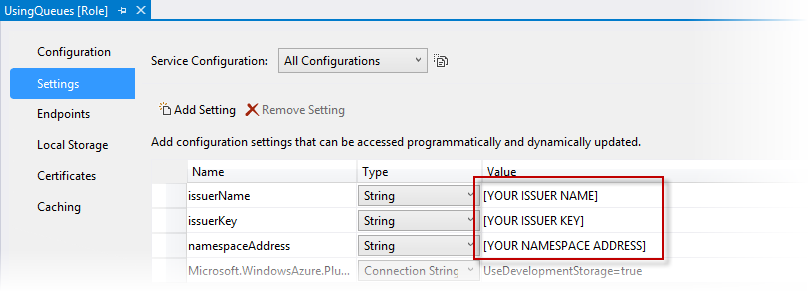 UsingQueues [Role]
Configuration
Settings
Endpoints
Local Storage
Certificates
Caching
Service Configuration: All Configurations
Add Setting Remove Setting
Add configuration settings that can be accessed programmatically and dynamically updated.
Name Type Value
issuerName String [YOUR ISSUER NAME]
issuerKey String [YOUR ISSUER KEY]
namespaceAddress String [YOUR NAMESPACE ADDRESS]
Microsoft.WindowsAzure.Plu... Connection String UseDevelopmentStorage=true